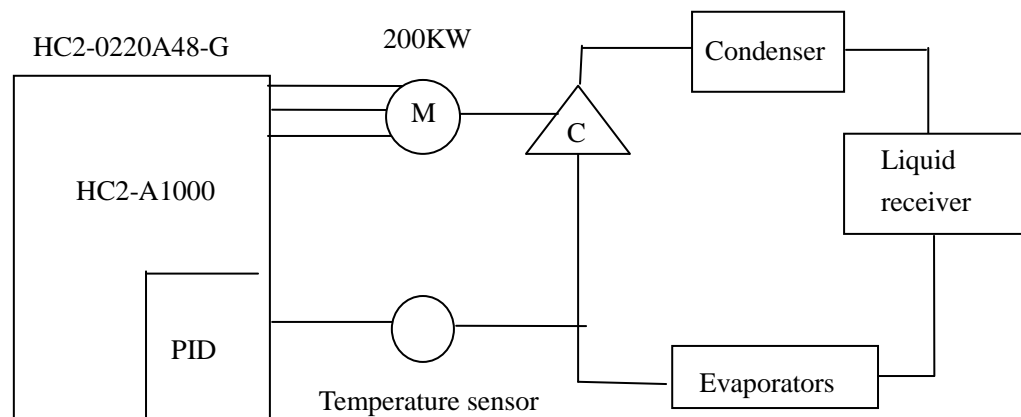 HC2-0220A48-G
200KW
Condenser
M
C
HC2-A1000
Liquid
receiver
PID
Temperature sensor
Evaporators